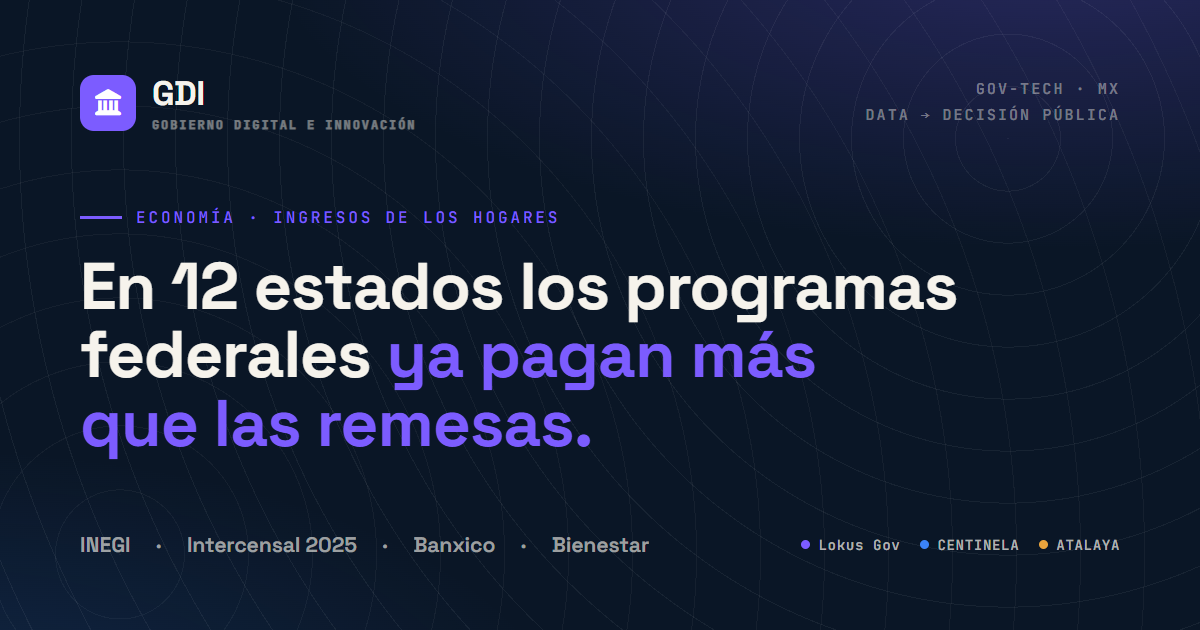 GDI
GOBIERNO DIGITAL E INNOVACIÓN
GOV-TECH · MX
DATA → DECISIÓN PÚBLICA
ECONOMÍA · INGRESOS DE LOS HOGARES
En 12 estados los programas
federales ya pagan más
que las remesas.
INEGI · Intercensal 2025 · Banxico · Bienestar
Lokus Gov CENTINELA ATALAYA